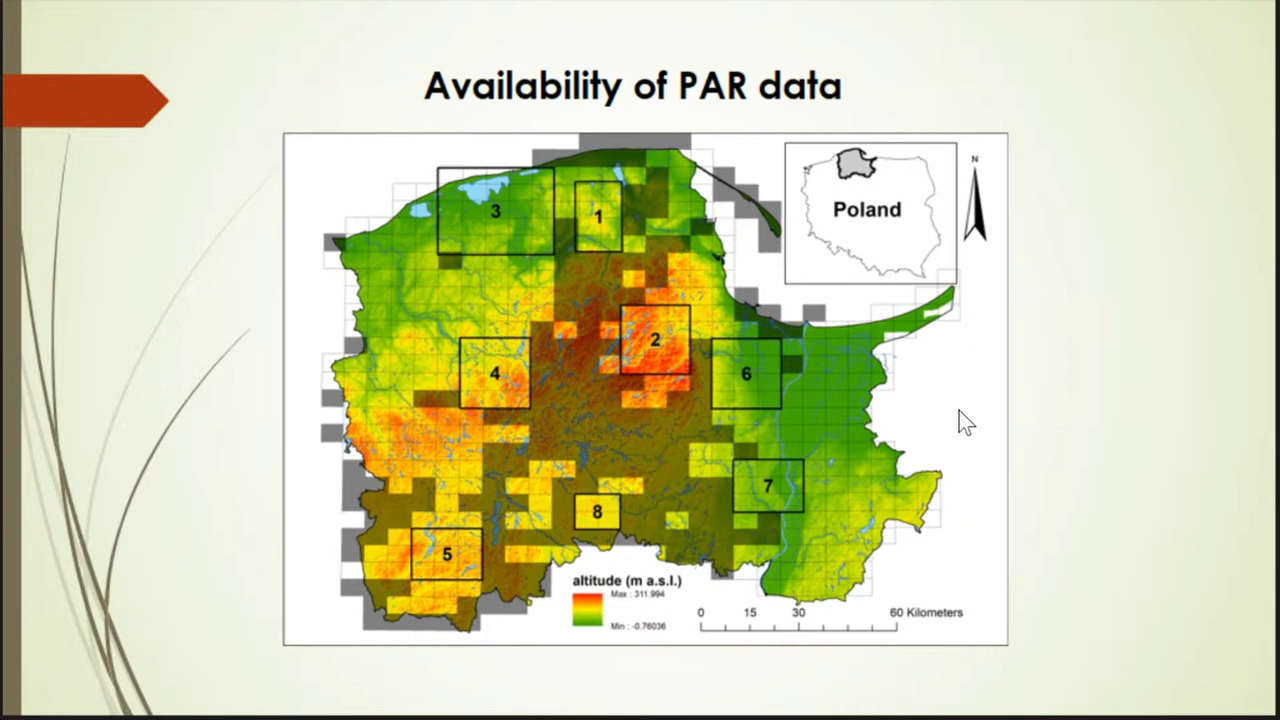 Availability of PAR data
N
Poland
3
1
2
4
6
7
8
5
altitude (m a.s.l.)
Max : 311.994
Min : -0.76036
0 15 30 60 Kilometers